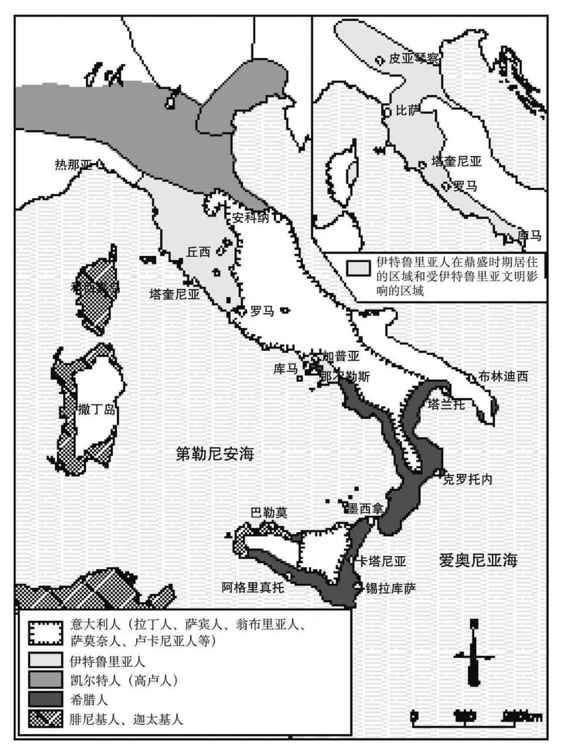 皮亚琴察
比萨
塔奎尼亚
罗马
库马
伊特鲁里亚人在鼎盛时期居住
的区域和受伊特鲁里亚文明影
响的区域
热那亚
安科纳
丘西
塔奎尼亚
罗马
加普亚
库马
那不勒斯
布林迪西
塔兰托
撒丁岛
第勒尼安海
克罗托内
墨西拿
巴勒莫
卡塔尼亚
爱奥尼亚海
阿格里真托
锡拉库萨
意大利人（拉丁人、萨宾人、翁布里亚人、
萨莫奈人、卢卡尼亚人等）
伊特鲁里亚人
凯尔特人（高卢人）
希腊人
腓尼基人、迦太基人
N
0